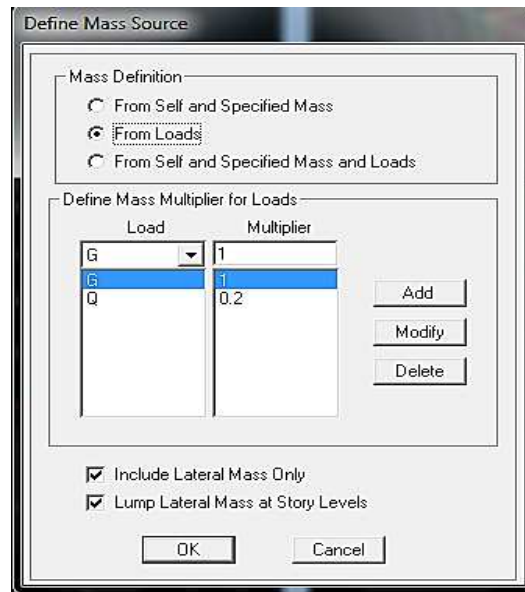 Define Mass Source
Mass Definition
From Self and Specified Mass
From Loads
From Self and Specified Mass and Loads
Define Mass Multiplier for Loads
Load Multiplier
G 1
G 1
Q 0.2
Add
Modify
Delete
Include Lateral Mass Only
Lump Lateral Mass at Story Levels
OK Cancel